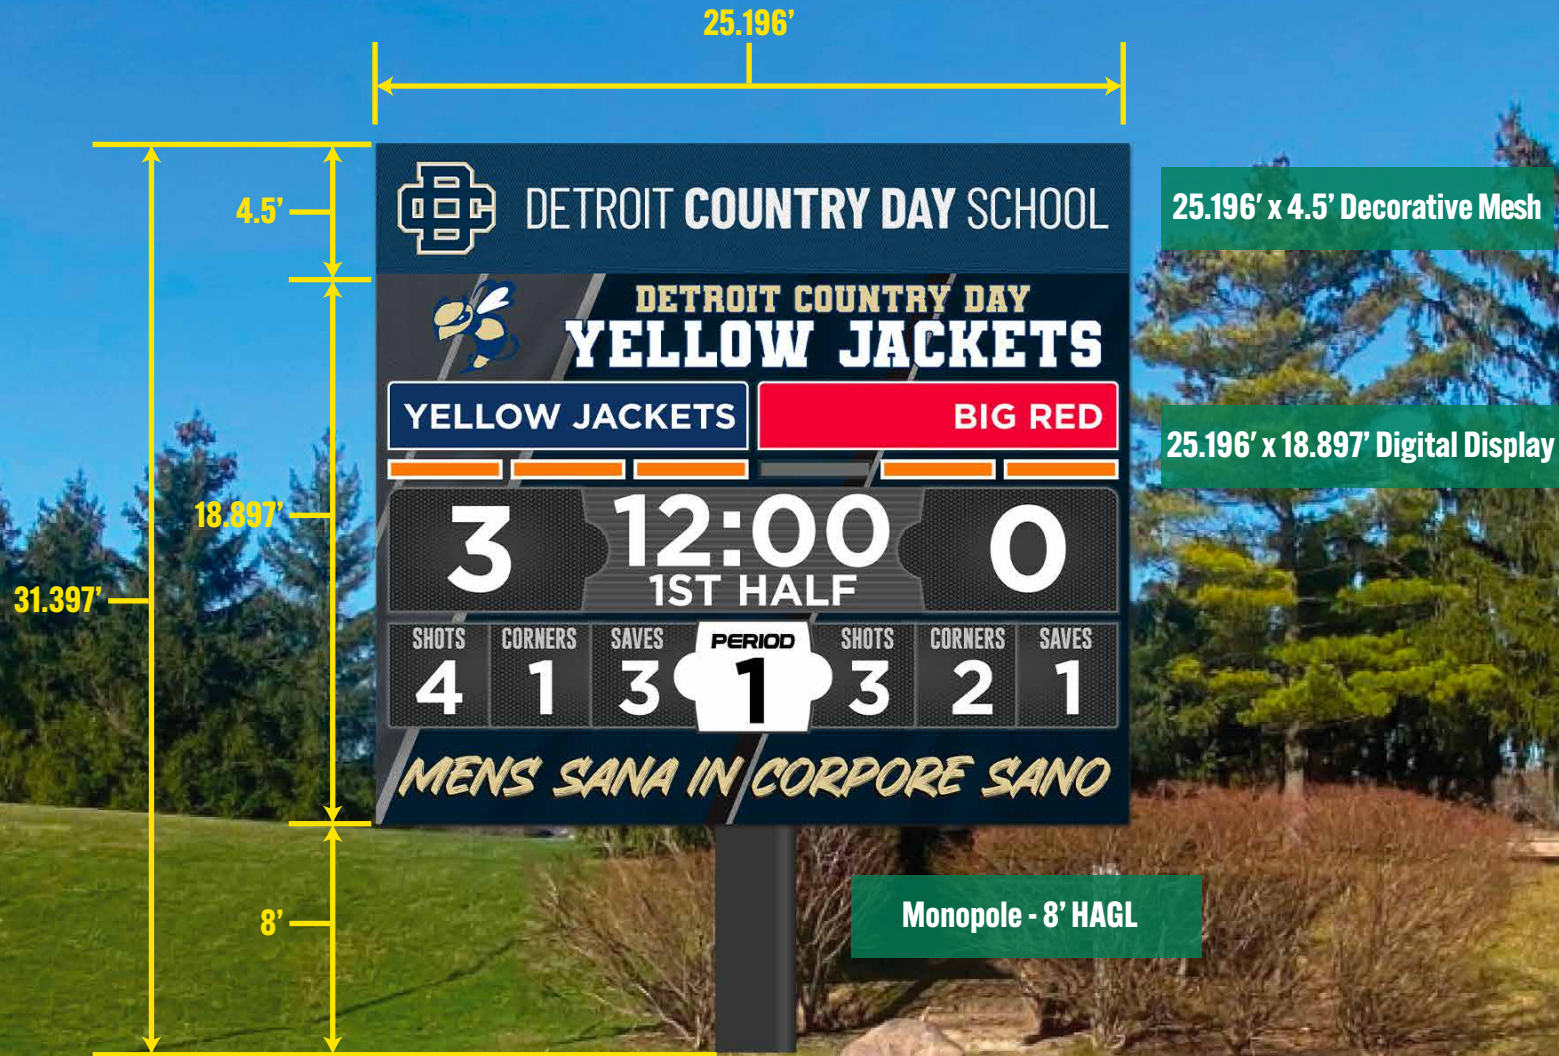 25.196’
4.5’
DC
DETROIT COUNTRY DAY SCHOOL
25.196’ x 4.5’ Decorative Mesh
DETROIT COUNTRY DAY
YELLOW JACKETS
YELLOW JACKETS
BIG RED
25.196’ x 18.897’ Digital Display
18.897’
3
12:00
0
1ST HALF
31.397’
SHOTS CORNERS SAVES PERIOD SHOTS CORNERS SAVES
4 1 3 1 3 2 1
MENS SANA IN CORPORE SANO
8’
Monopole - 8’ HAGL